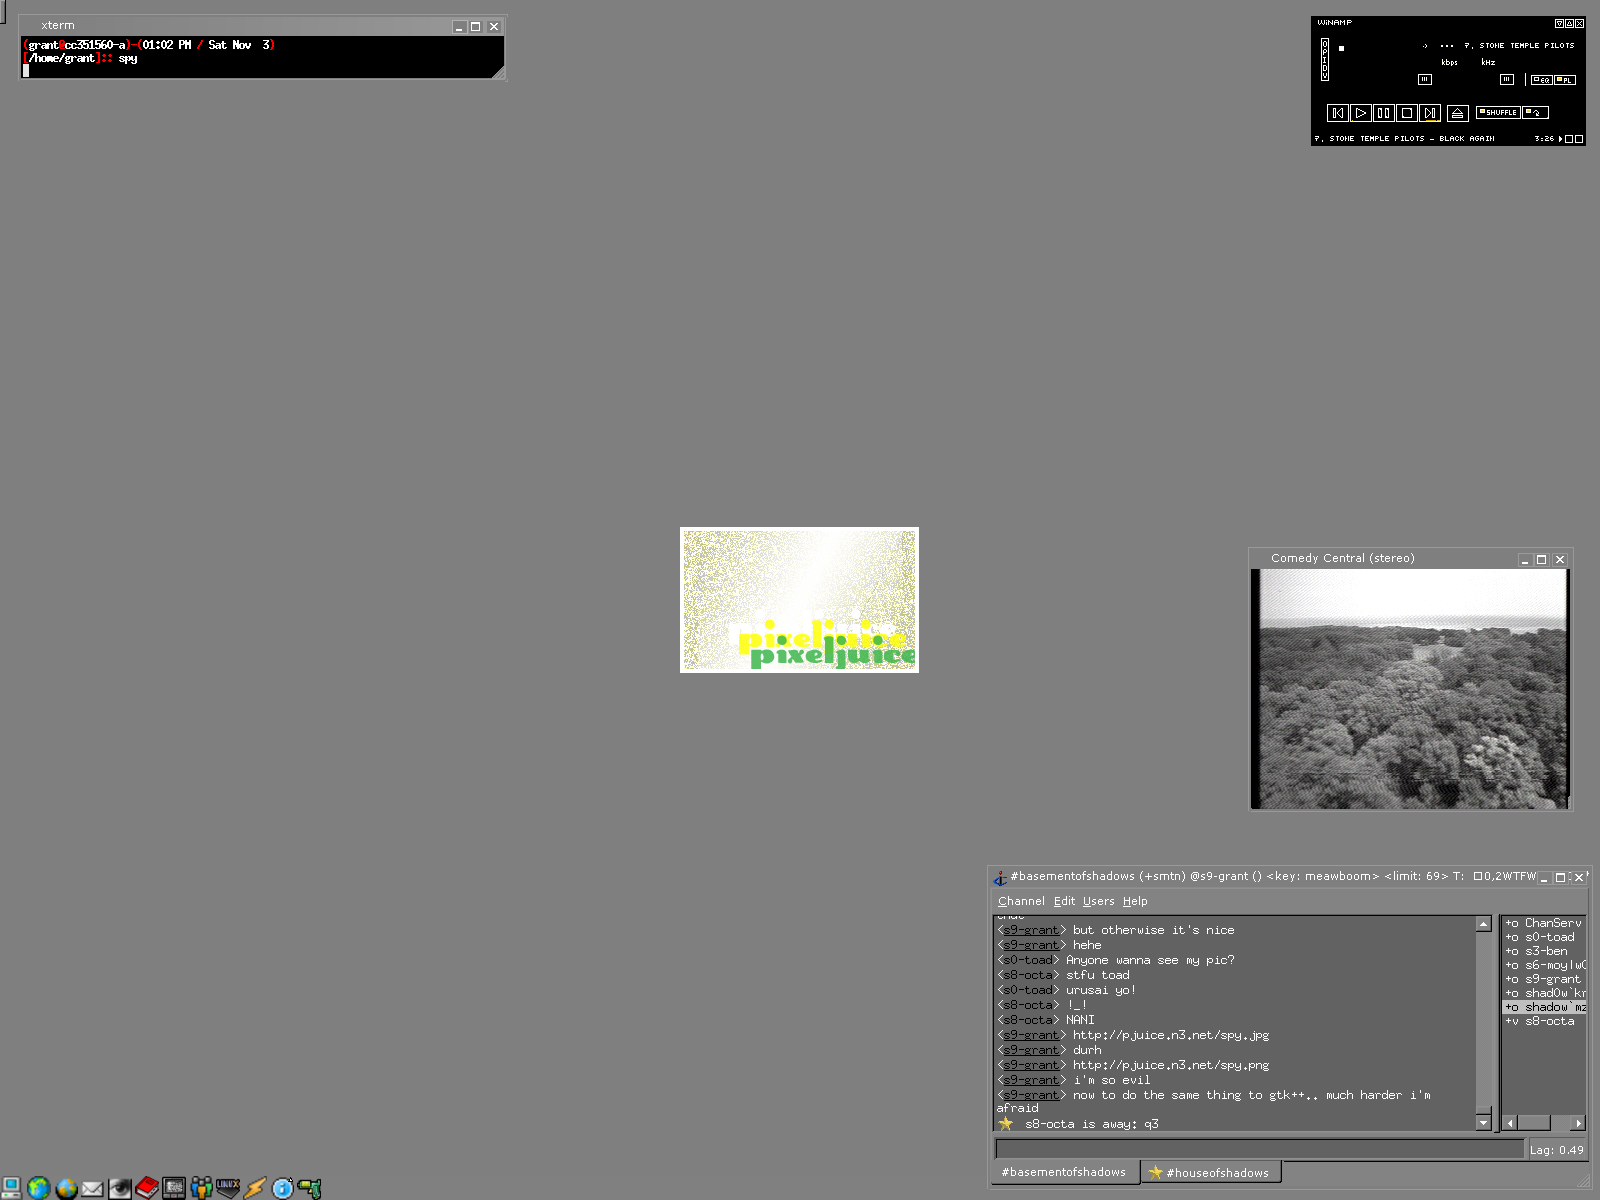 xterm
(grant@cc351560-a)-(01:02 PM / Sat Nov  3)
[/home/grant]:: spy
WINAMP
O A I D V
7. STONE TEMPLE PILOTS
kbps kHz
EQ PL
SHUFFLE
7. STONE TEMPLE PILOTS - BLACK AGAIN 3:26
pixeljuice
pixeljuice
Comedy Central (stereo)
#basementofshadows (+smtn) @s9-grant () <key: meawboom> <limit: 69> T: 0,2WTFW
Channel Edit Users Help
<s9-grant> but otherwise it's nice
<s9-grant> hehe
<s0-toad> Anyone wanna see my pic?
<s8-octa> stfu toad
<s0-toad> urusai yo!
<s8-octa> !_!
<s8-octa> NANI
<s9-grant> http://pjuice.n3.net/spy.jpg
<s9-grant> durh
<s9-grant> http://pjuice.n3.net/spy.png
<s9-grant> i'm so evil
<s9-grant> now to do the same thing to gtk++.. much harder i'm
afraid
s8-octa is away: q3
+o ChanServ
+o s0-toad
+o s3-ben
+o s6-moy|w
+o s9-grant
+o shad0w`kr
+o shadow`mz
+v s8-octa
Lag: 0.49
#basementofshadows #houseofshadows
LINUX